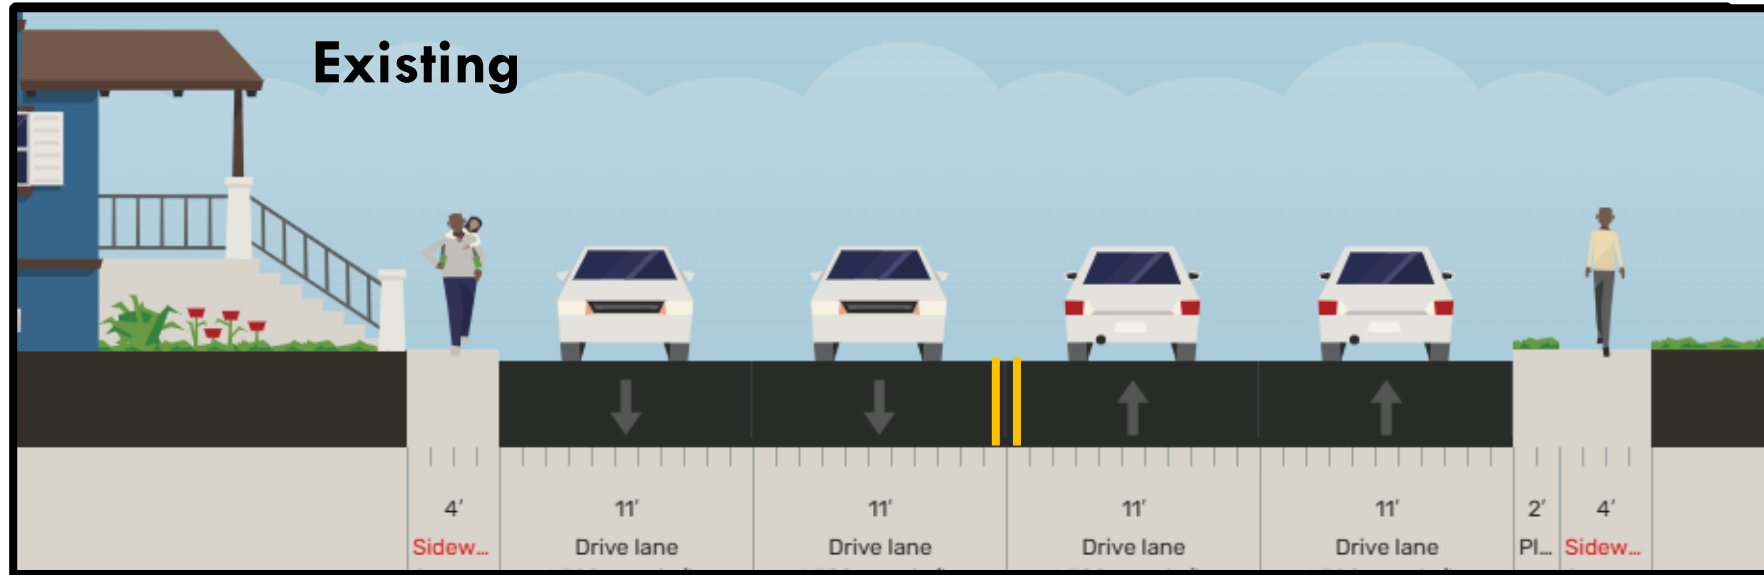 Existing
4' 11' 11' 11' 11' 2' 4'
Sidew... Drive lane Drive lane Drive lane Drive lane Pl... Sidew...